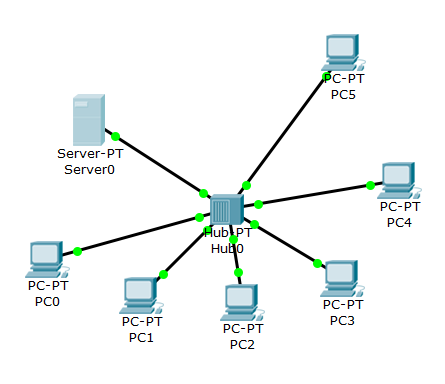 PC-PT
PC5
Server-PT
Server0
PC-PT
PC4
Hub-PT
Hub0
PC-PT
PC0
PC-PT
PC3
PC-PT
PC1
PC-PT
PC2